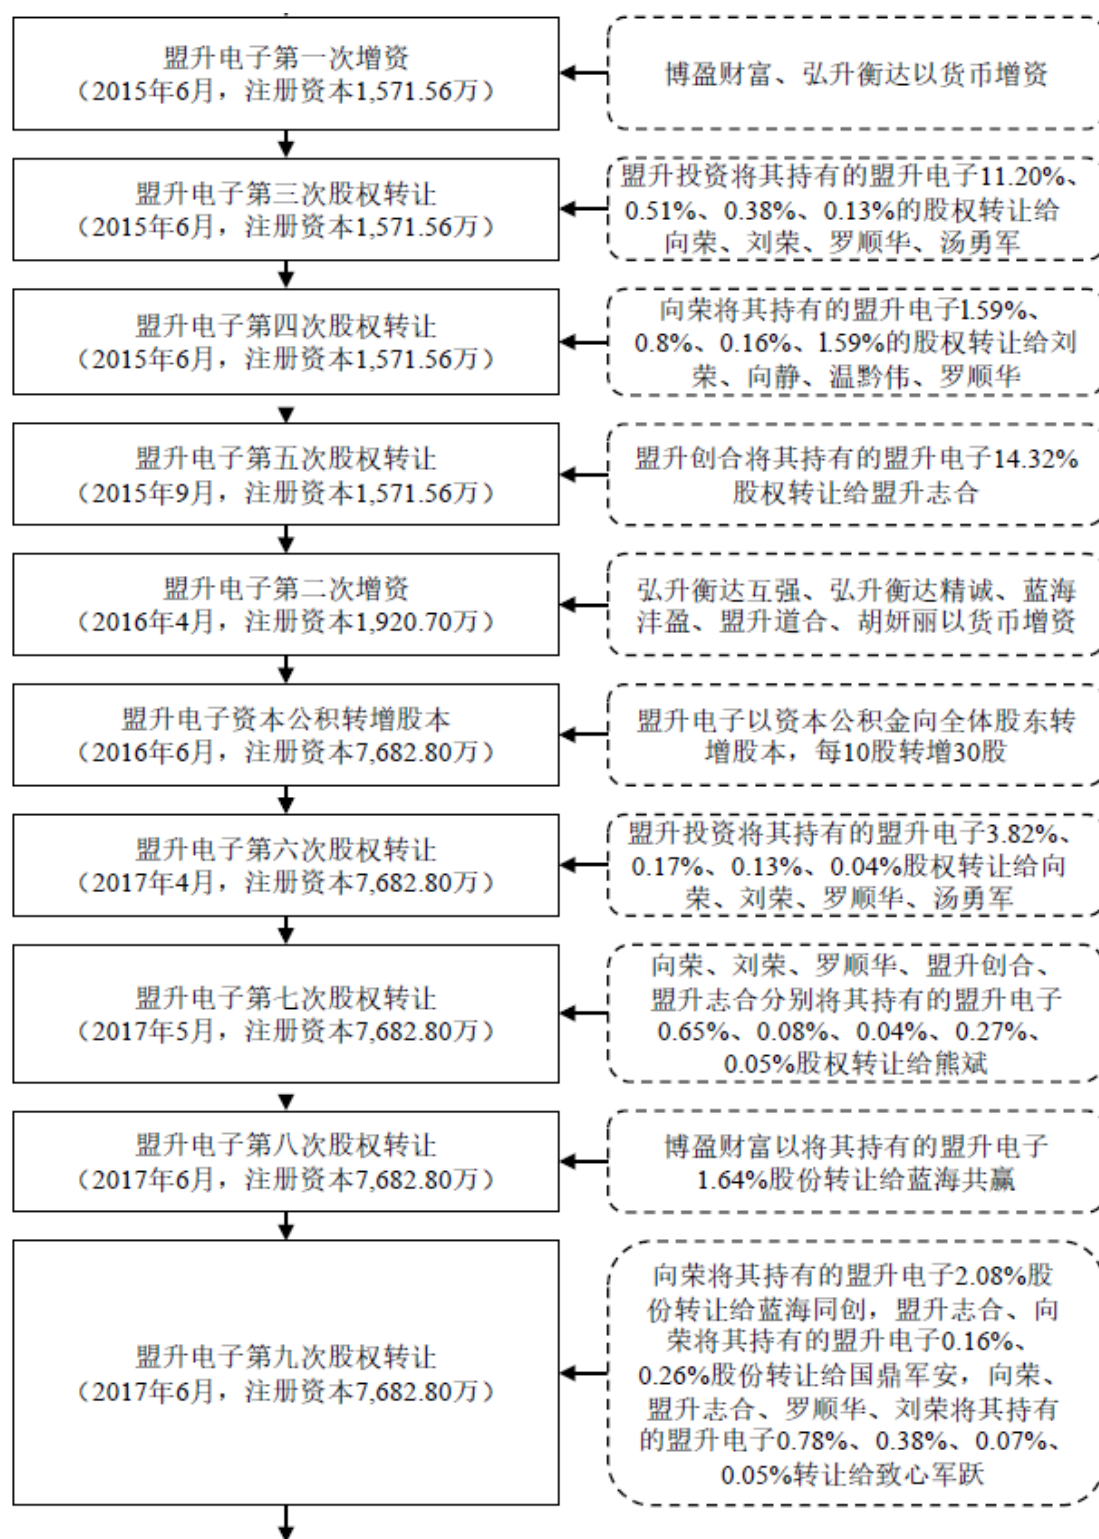 盟升电子第一次增资
（2015年6月，注册资本1,571.56万）
博盈财富、弘升衡达以货币增资
盟升电子第三次股权转让
（2015年6月，注册资本1,571.56万）
盟升投资将其持有的盟升电子11.20%、
0.51%、0.38%、0.13%的股权转让给
向荣、刘荣、罗顺华、汤勇军
盟升电子第四次股权转让
（2015年6月，注册资本1,571.56万）
向荣将其持有的盟升电子1.59%、
0.8%、0.16%、1.59%的股权转让给刘
荣、向静、温黔伟、罗顺华
盟升电子第五次股权转让
（2015年9月，注册资本1,571.56万）
盟升创合将其持有的盟升电子14.32%
股权转让给盟升志合
盟升电子第二次增资
（2016年4月，注册资本1,920.70万）
弘升衡达互强、弘升衡达精诚、蓝海
沣盈、盟升道合、胡妍丽以货币增资
盟升电子资本公积转增股本
（2016年6月，注册资本7,682.80万）
盟升电子以资本公积金向全体股东转
增股本，每10股转增30股
盟升电子第六次股权转让
（2017年4月，注册资本7,682.80万）
盟升投资将其持有的盟升电子3.82%、
0.17%、0.13%、0.04%股权转让给向
荣、刘荣、罗顺华、汤勇军
盟升电子第七次股权转让
（2017年5月，注册资本7,682.80万）
向荣、刘荣、罗顺华、盟升创合、
盟升志合分别将其持有的盟升电子
0.65%、0.08%、0.04%、0.27%、
0.05%股权转让给熊斌
盟升电子第八次股权转让
（2017年6月，注册资本7,682.80万）
博盈财富以将其持有的盟升电子
1.64%股份转让给蓝海共赢
盟升电子第九次股权转让
（2017年6月，注册资本7,682.80万）
向荣将其持有的盟升电子2.08%股
份转让给蓝海同创，盟升志合、向
荣将其持有的盟升电子0.16%、
0.26%股份转让给国鼎军安，向荣、
盟升志合、罗顺华、刘荣将其持有
的盟升电子0.78%、0.38%、0.07%、
0.05%转让给致心军跃